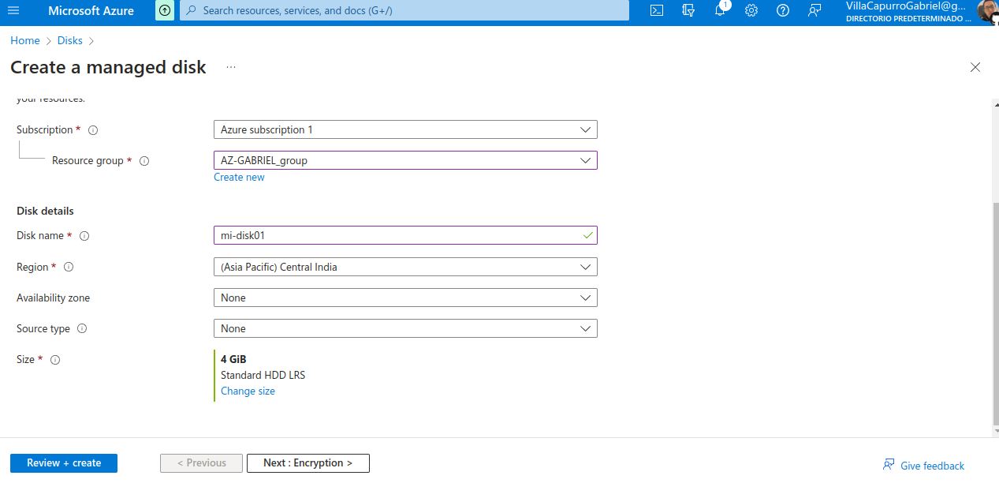 Microsoft Azure
Search resources, services, and docs (G+/)
1
VillaCapurroGabriel@g...
DIRECTORIO PREDETERMINADO ...
Home > Disks >
Create a managed disk ...
your resources.
Subscription * Azure subscription 1
Resource group * AZ-GABRIEL_group
Create new
Disk details
Disk name * mi-disk01
Region * (Asia Pacific) Central India
Availability zone None
Source type None
Size * 4 GiB
Standard HDD LRS
Change size
Review + create < Previous Next : Encryption > Give feedback